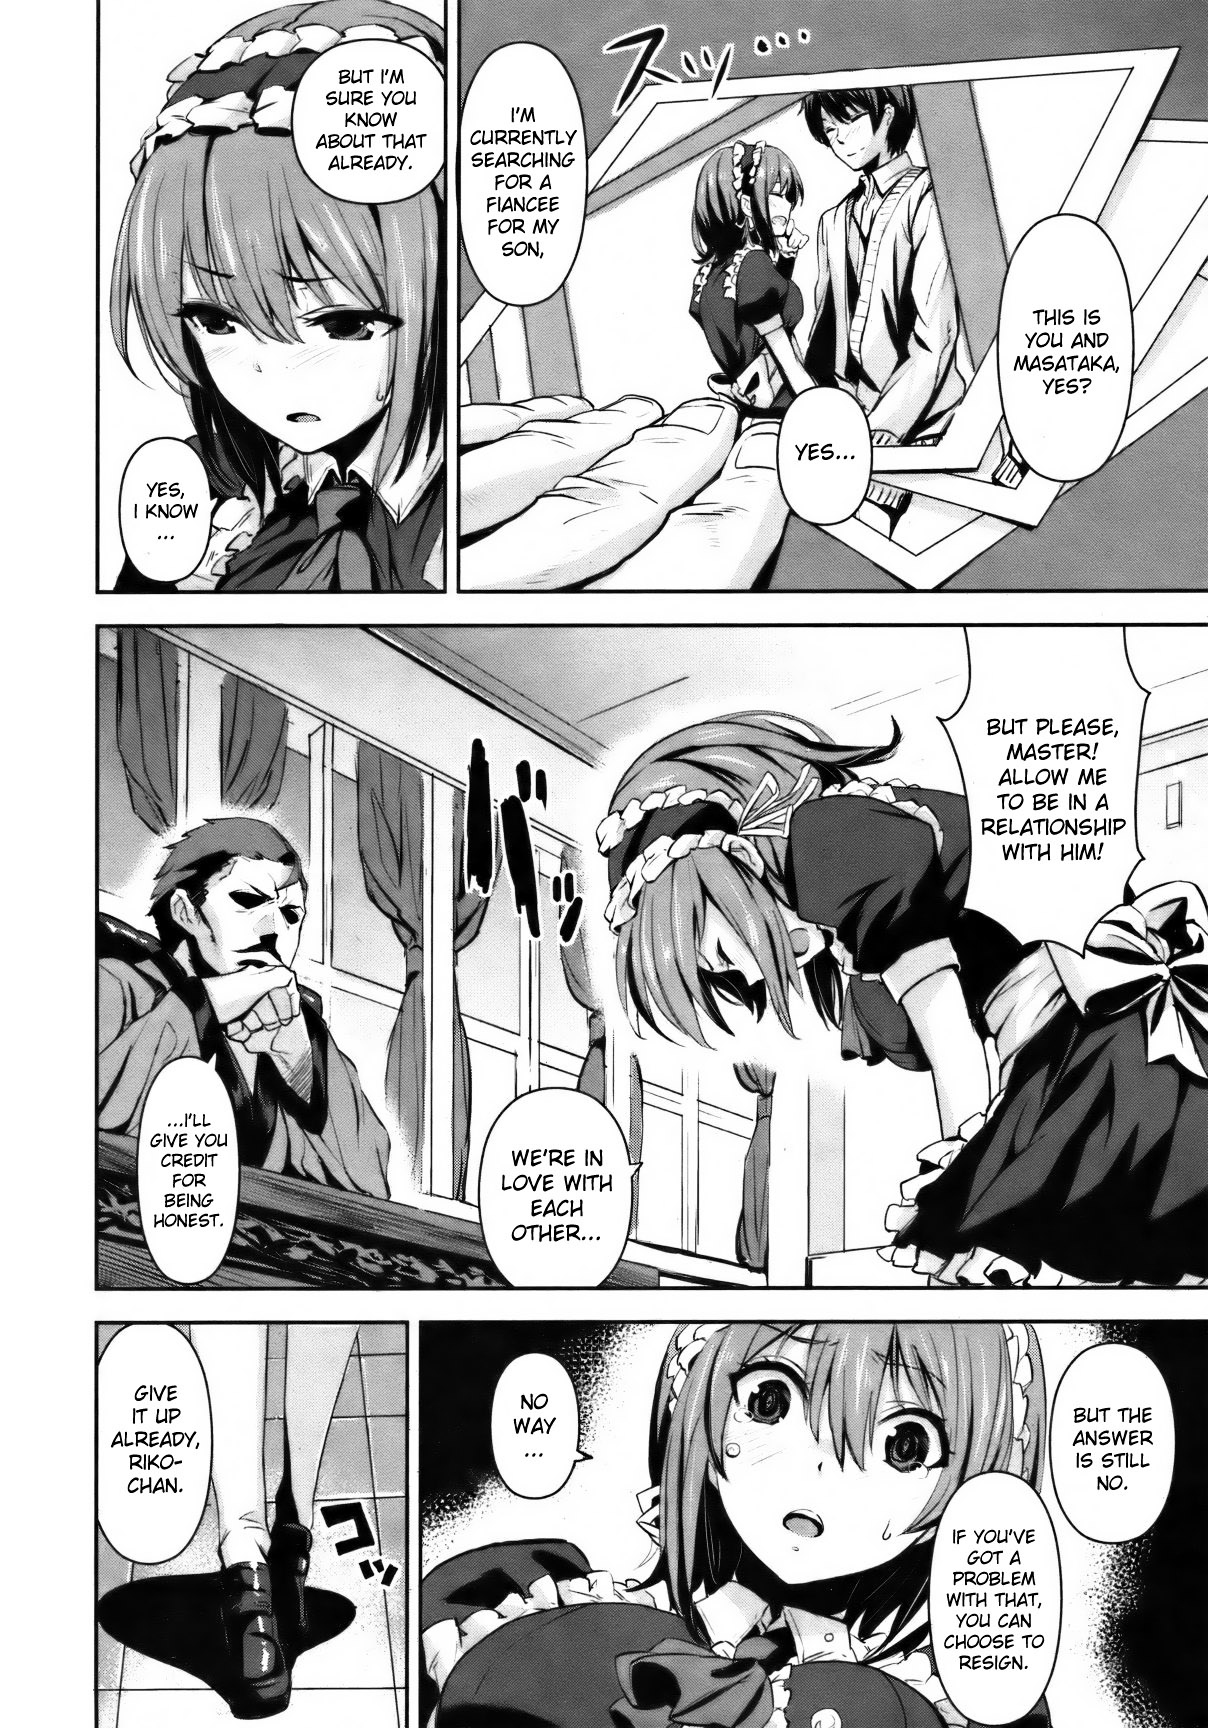 スッ…
THIS IS
YOU AND
MASATAKA,
YES?
YES...
I'M
CURRENTLY
SEARCHING
FOR A
FIANCEE
FOR MY
SON,
BUT I'M
SURE YOU
KNOW
ABOUT THAT
ALREADY.
YES,
I KNOW
...
BUT PLEASE,
MASTER!
ALLOW ME
TO BE IN A
RELATIONSHIP
WITH HIM!
WE'RE IN
LOVE WITH
EACH
OTHER...
...I'LL
GIVE YOU
CREDIT
FOR
BEING
HONEST.
BUT THE
ANSWER
IS STILL
NO.
IF YOU'VE
GOT A
PROBLEM
WITH THAT,
YOU CAN
CHOOSE TO
RESIGN.
NO
WAY
...
GIVE
IT UP
ALREADY,
RIKO-
CHAN.
コッ